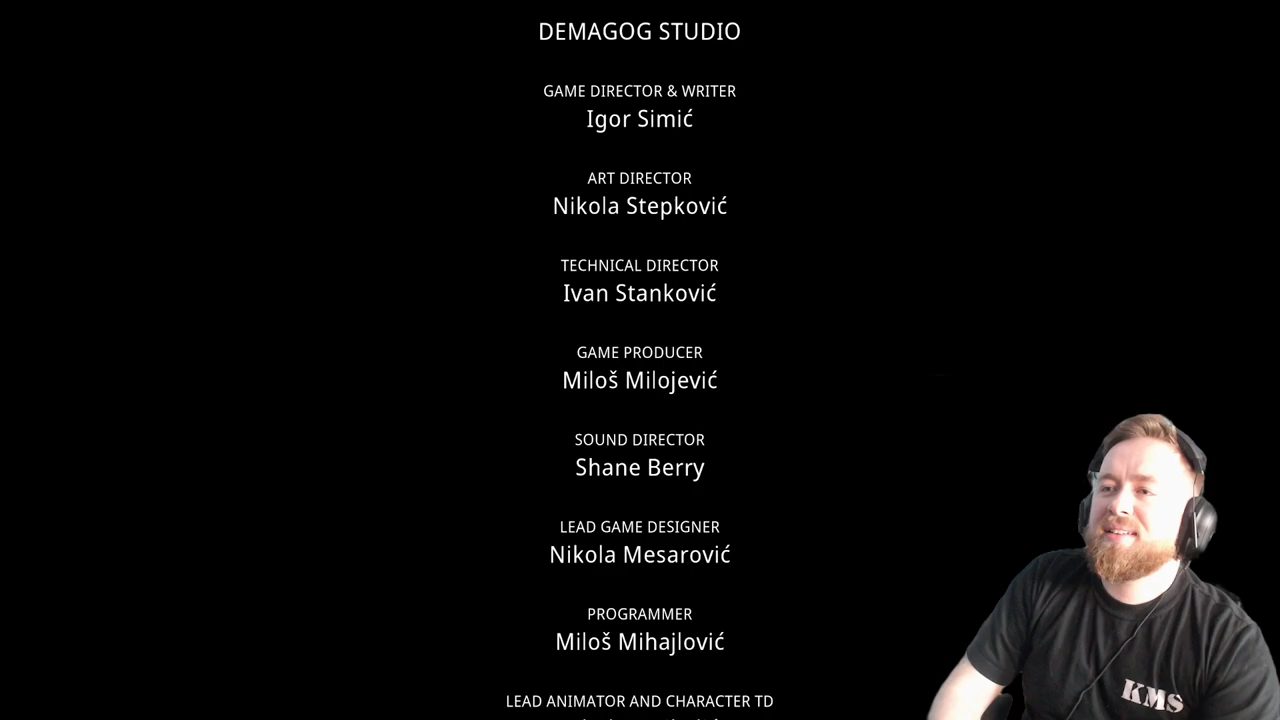 DEMAGOG STUDIO
GAME DIRECTOR & WRITER
Igor Simić
ART DIRECTOR
Nikola Stepković
TECHNICAL DIRECTOR
Ivan Stanković
GAME PRODUCER
Miloš Milojević
SOUND DIRECTOR
Shane Berry
LEAD GAME DESIGNER
Nikola Mesarović
PROGRAMMER
Miloš Mihajlović
LEAD ANIMATOR AND CHARACTER TD
KMS